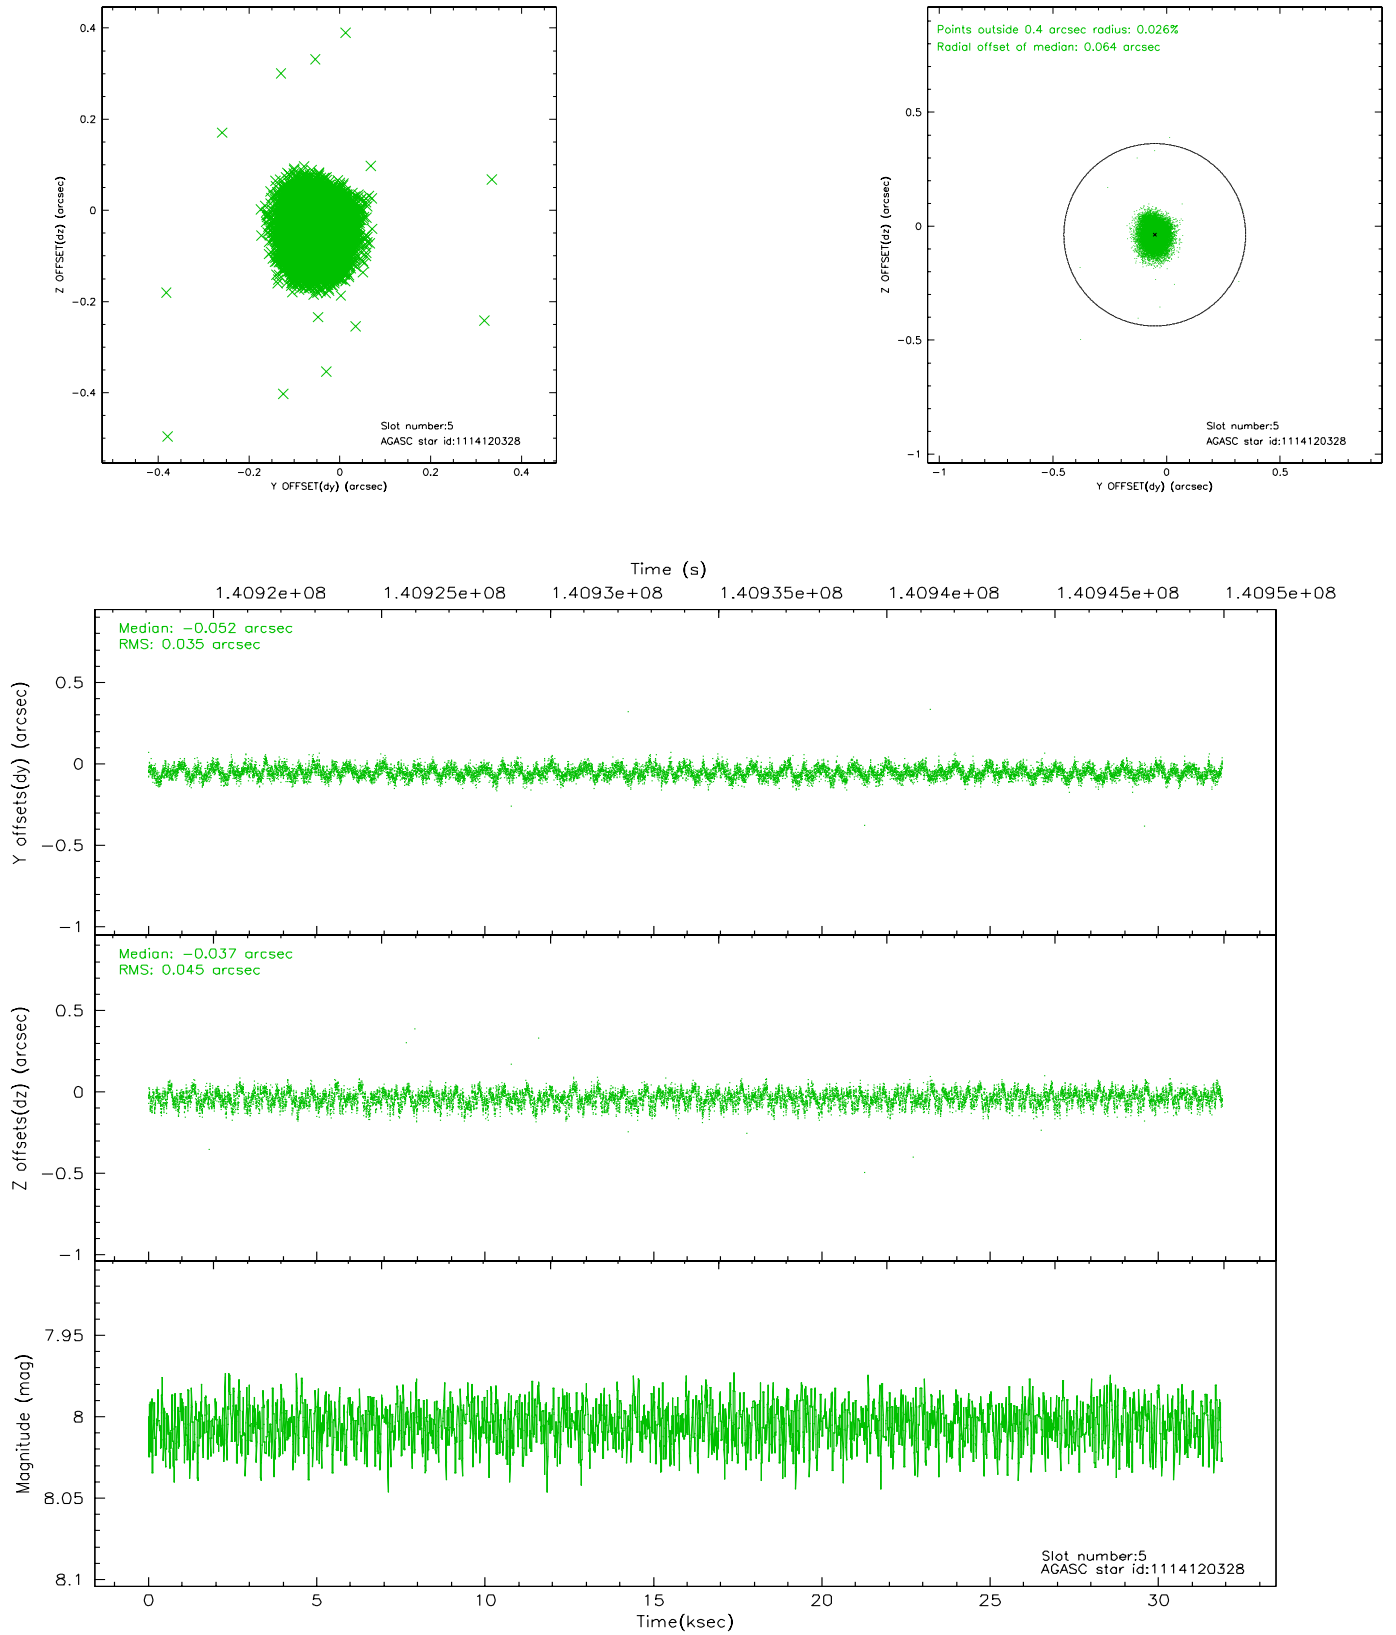 0.4
0.2
0
−0.2
−0.4
Z OFFSET(dz) (arcsec)
Slot number:5
AGASC star id:1114120328
−0.4 −0.2 0 0.2 0.4
Y OFFSET(dy) (arcsec)
Points outside 0.4 arcsec radius: 0.026%
Radial offset of median: 0.064 arcsec
0.5
0
−0.5
−1
Z OFFSET(dz) (arcsec)
Slot number:5
AGASC star id:1114120328
−1 −0.5 0 0.5
Y OFFSET(dy) (arcsec)
Time (s)
1.4092e+08 1.40925e+08 1.4093e+08 1.40935e+08 1.4094e+08 1.40945e+08 1.4095e+08
Median: −0.052 arcsec
RMS: 0.035 arcsec
0.5
0
−0.5
−1
Y offsets(dy) (arcsec)
Median: −0.037 arcsec
RMS: 0.045 arcsec
0.5
0
−0.5
−1
Z offsets(dz) (arcsec)
7.95
8
8.05
8.1
Magnitude (mag)
Slot number:5
AGASC star id:1114120328
0 5 10 15 20 25 30
Time(ksec)